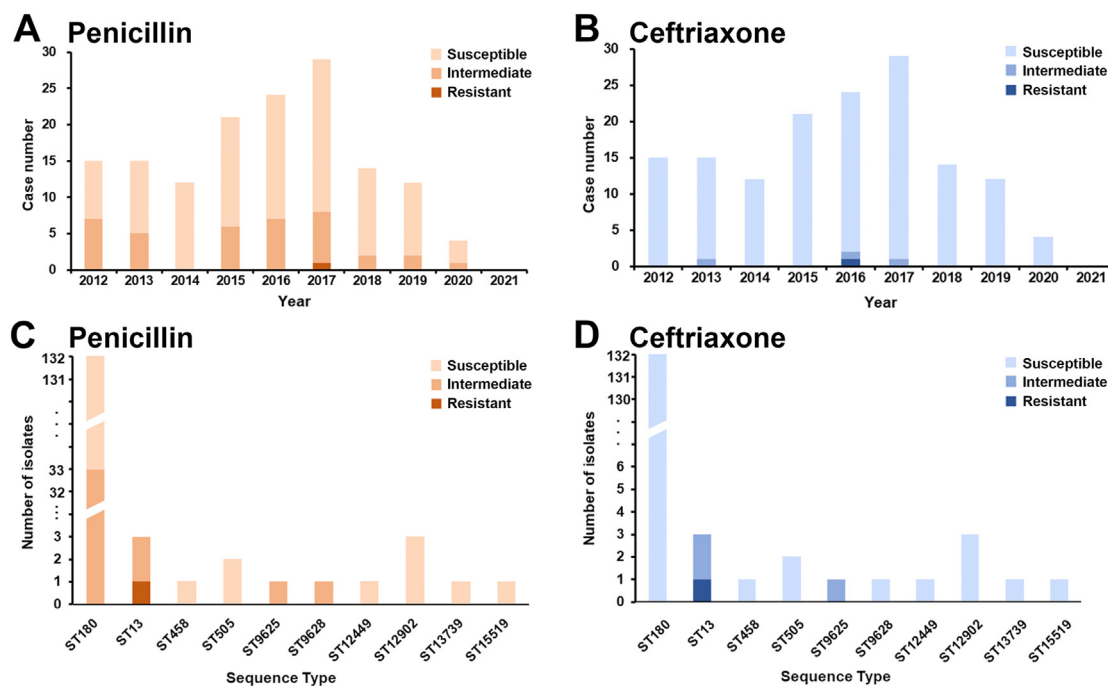 A Penicillin
Susceptible
Intermediate
Resistant
Case number
30
25
20
15
10
5
0
2012 2013 2014 2015 2016 2017 2018 2019 2020 2021
Year
B Ceftriaxone
Susceptible
Intermediate
Resistant
Case number
30
25
20
15
10
5
0
2012 2013 2014 2015 2016 2017 2018 2019 2020 2021
Year
C Penicillin
Susceptible
Intermediate
Resistant
Number of isolates
132
131
33
32
3
2
1
0
ST180 ST13 ST458 ST505 ST9625 ST9628 ST12449 ST12902 ST13739 ST15519
Sequence Type
D Ceftriaxone
Susceptible
Intermediate
Resistant
Number of isolates
132
131
130
6
5
4
3
2
1
0
ST180 ST13 ST458 ST505 ST9625 ST9628 ST12449 ST12902 ST13739 ST15519
Sequence Type